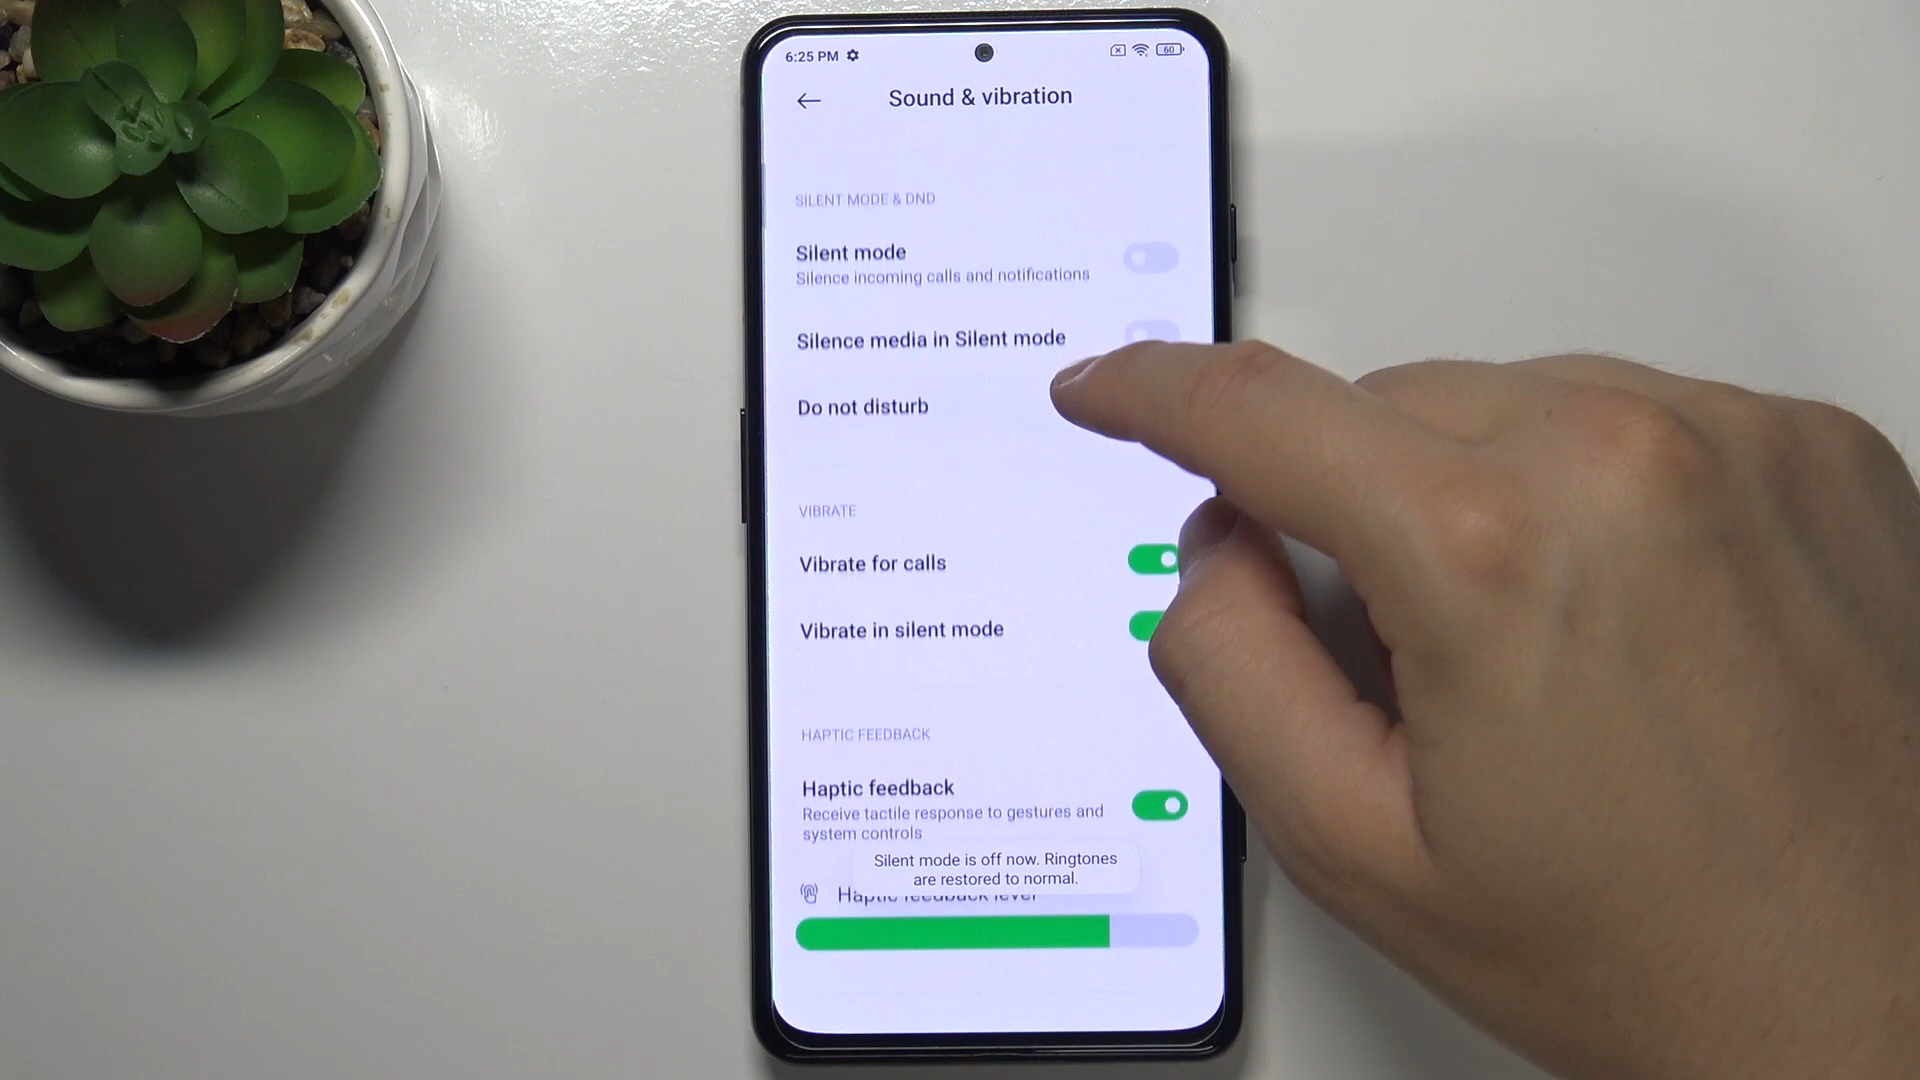 6:25 PM
60
Sound & vibration
SILENT MODE & DND
Silent mode
Silence incoming calls and notifications
Silence media in Silent mode
Do not disturb
VIBRATE
Vibrate for calls
Vibrate in silent mode
HAPTIC FEEDBACK
Haptic feedback
Receive tactile response to gestures and
system controls
Silent mode is off now. Ringtones
are restored to normal.
Haptic feedback level